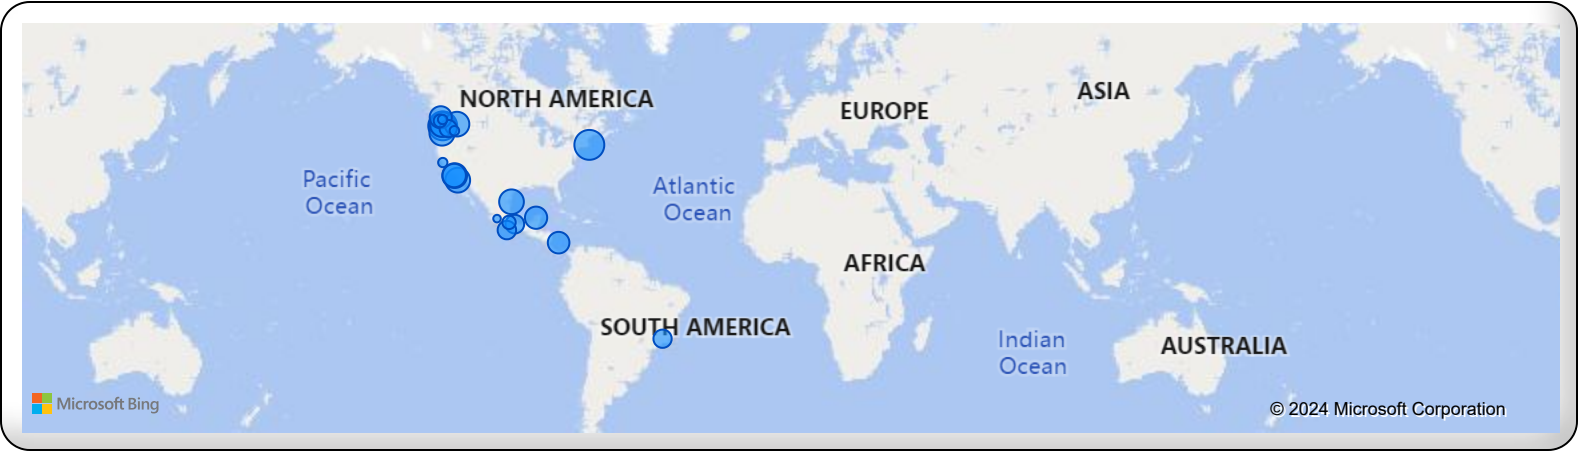 NORTH AMERICA
EUROPE
ASIA
Pacific
Ocean
Atlantic
Ocean
AFRICA
SOUTH AMERICA
Indian
Ocean
AUSTRALIA
Microsoft Bing
© 2024 Microsoft Corporation